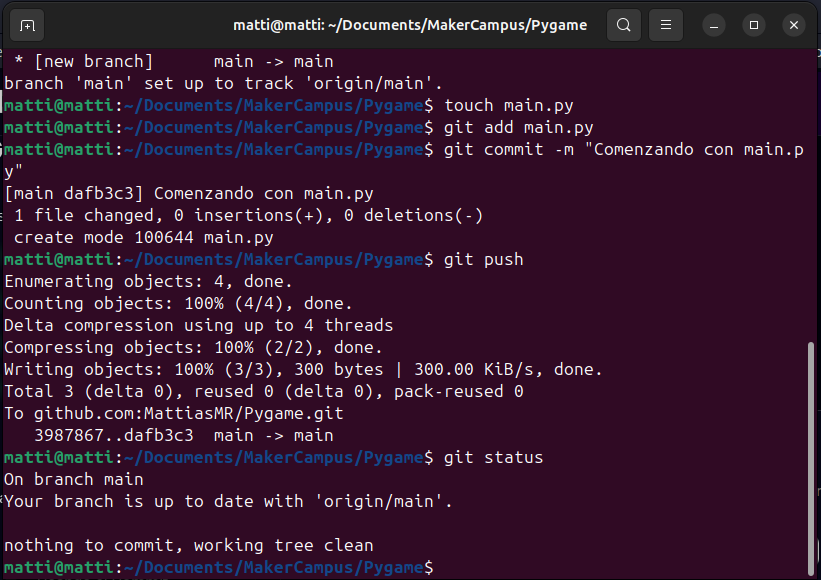 matti@matti: ~/Documents/MakerCampus/Pygame
 * [new branch]      main -> main
branch 'main' set up to track 'origin/main'.
matti@matti:~/Documents/MakerCampus/Pygame$ touch main.py
matti@matti:~/Documents/MakerCampus/Pygame$ git add main.py
matti@matti:~/Documents/MakerCampus/Pygame$ git commit -m "Comenzando con main.p
y"
[main dafb3c3] Comenzando con main.py
 1 file changed, 0 insertions(+), 0 deletions(-)
 create mode 100644 main.py
matti@matti:~/Documents/MakerCampus/Pygame$ git push
Enumerating objects: 4, done.
Counting objects: 100% (4/4), done.
Delta compression using up to 4 threads
Compressing objects: 100% (2/2), done.
Writing objects: 100% (3/3), 300 bytes | 300.00 KiB/s, done.
Total 3 (delta 0), reused 0 (delta 0), pack-reused 0
To github.com:MattiasMR/Pygame.git
   3987867..dafb3c3  main -> main
matti@matti:~/Documents/MakerCampus/Pygame$ git status
On branch main
Your branch is up to date with 'origin/main'.

nothing to commit, working tree clean
matti@matti:~/Documents/MakerCampus/Pygame$